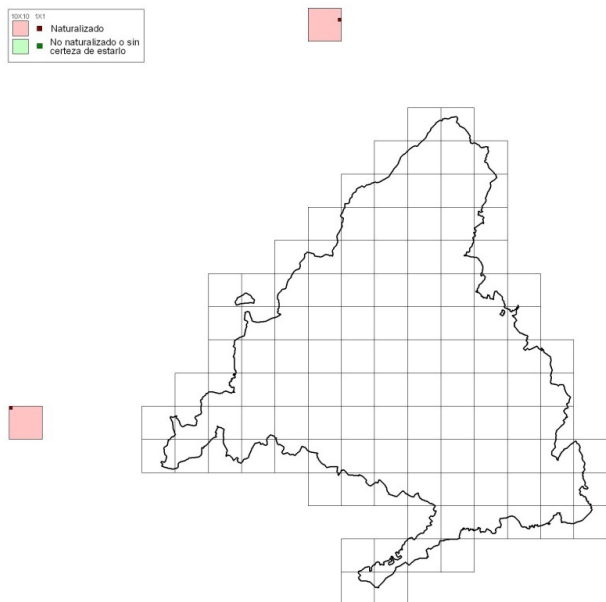 10X10 1X1
Naturalizado
No naturalizado o sin
certeza de estarlo